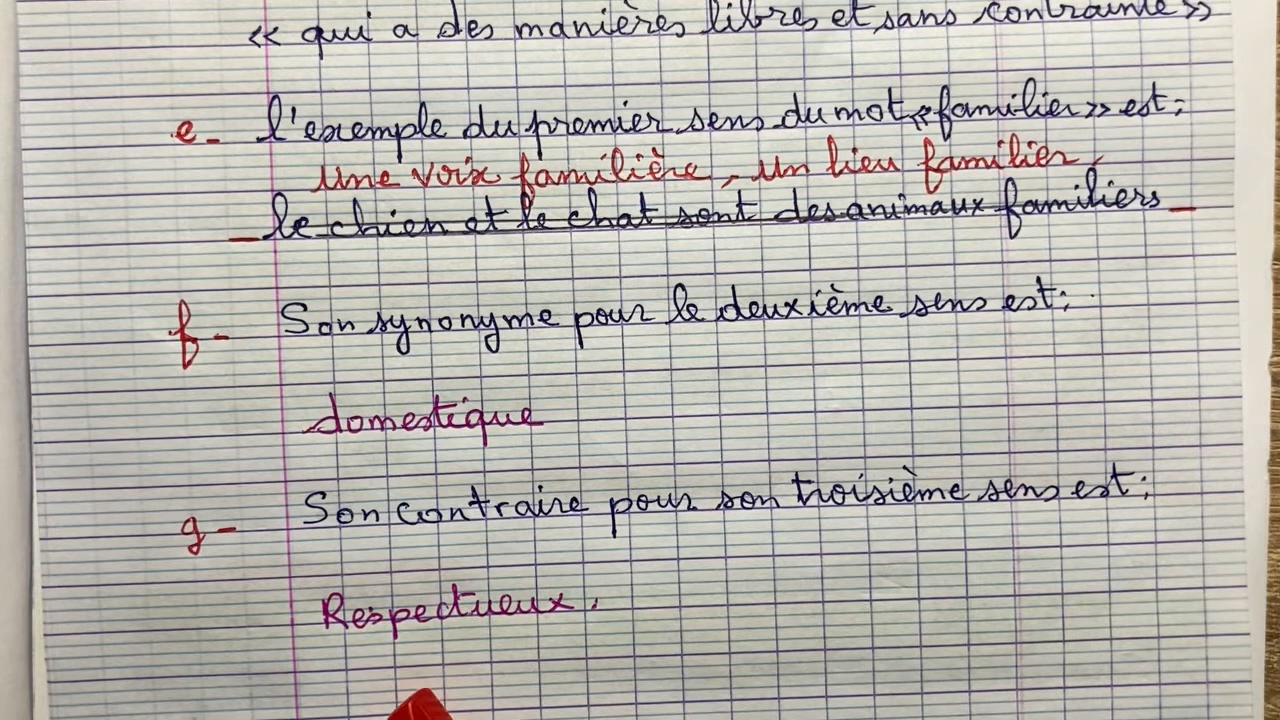 « qui a des manières libres et sans contrainte »
e- l'exemple du premier sens du mot « familier » est :
une voix familière, un lieu familier,
le chien et le chat sont des animaux familiers
f- Son synonyme pour le deuxième sens est :
domestique
g- Son contraire pour son troisième sens est :
Respectueux.